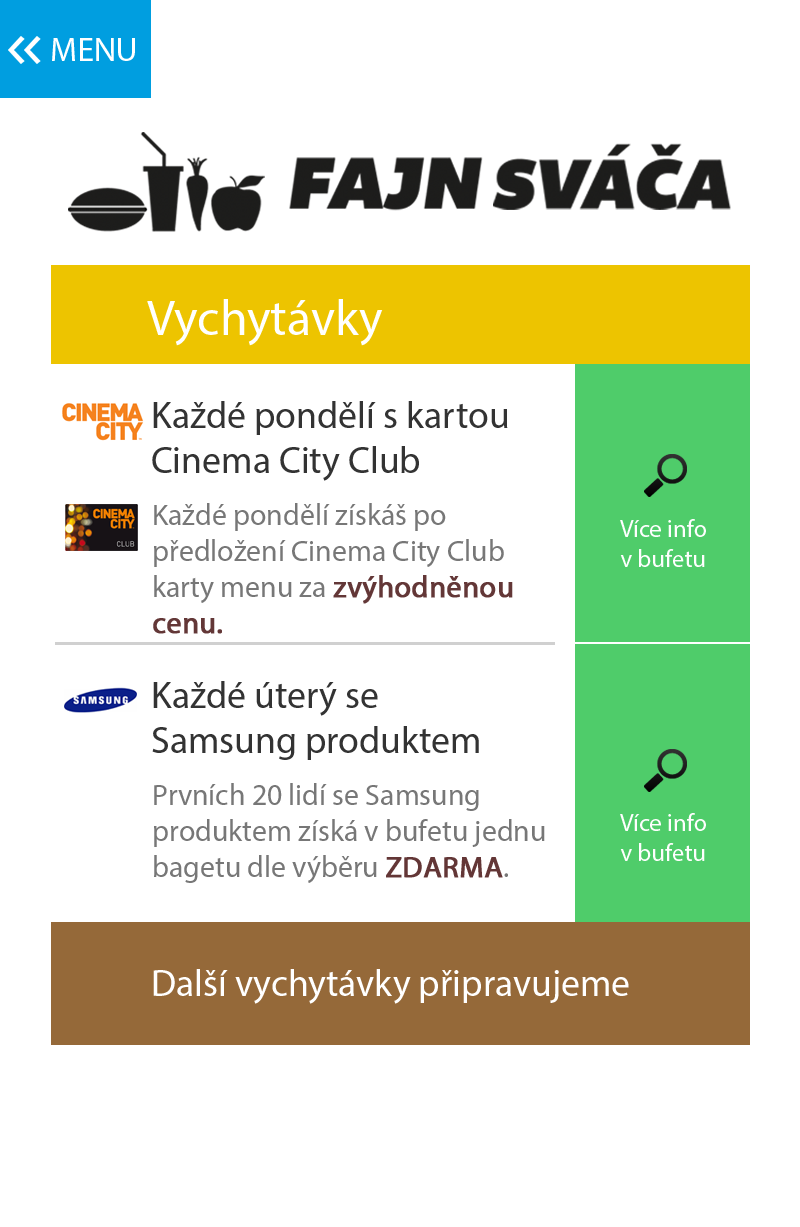 MENU
FAJN SVÁČA
Vychytávky
CINEMA
CITY
Každé pondělí s kartou
Cinema City Club
CINEMA
CITY
CLUB
Každé pondělí získáš po
předložení Cinema City Club
karty menu za zvýhodněnou
cenu.
Více info
v bufetu
SAMSUNG
Každé úterý se
Samsung produktem
Prvních 20 lidí se Samsung
produktem získá v bufetu jednu
bagetu dle výběru ZDARMA.
Více info
v bufetu
Další vychytávky připravujeme